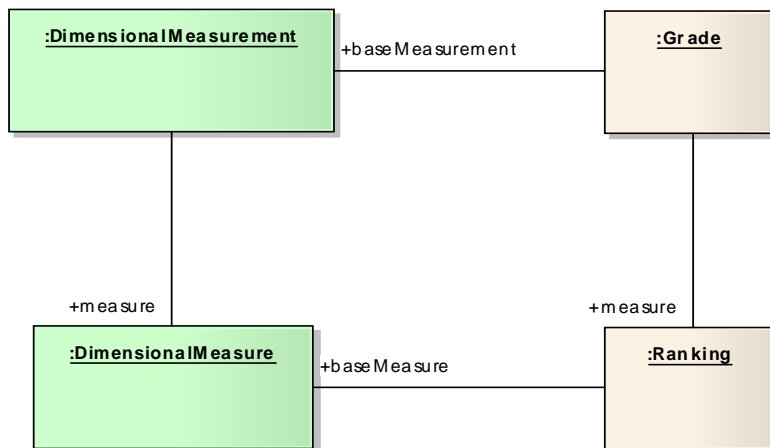 :DimensionalMeasurement
+baseMeasurement
:Grade
+measure
+measure
:DimensionalMeasure
+baseMeasure
:Ranking